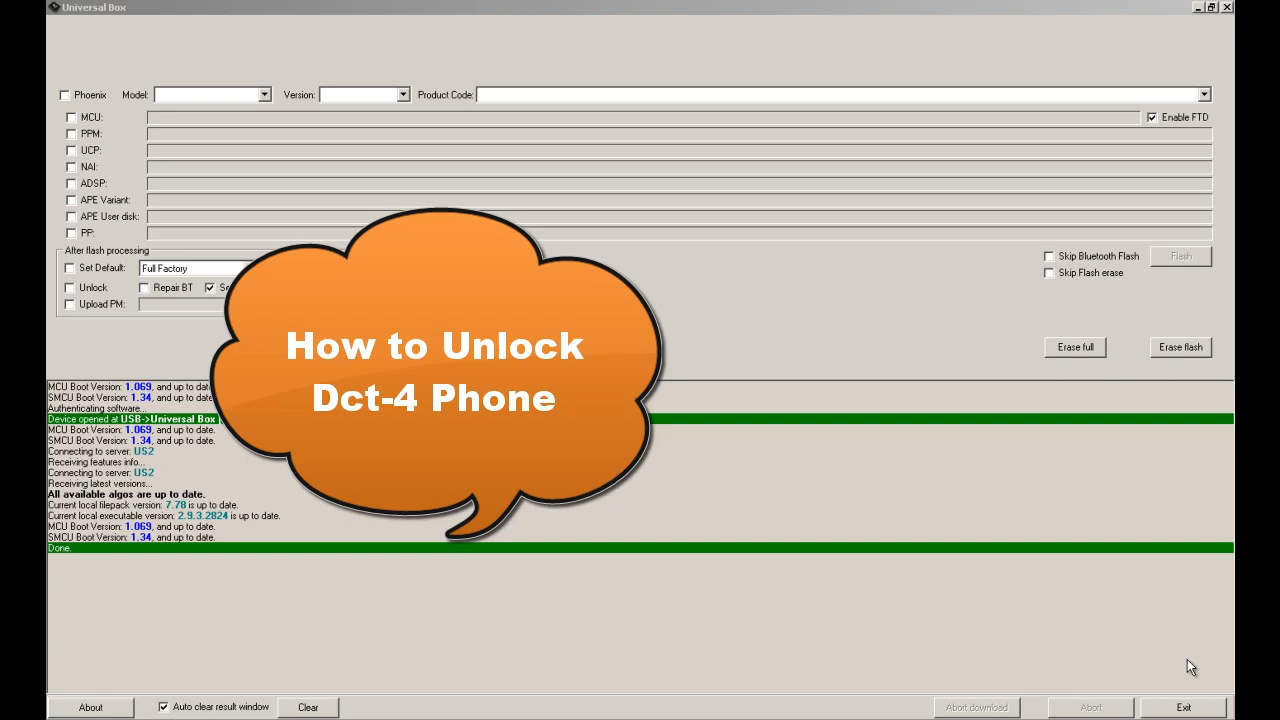 Universal Box
Phoenix Model: Version: Product Code:
MCU: Enable FTD
PPM:
UCP:
NAI:
ADSP:
APE Variant:
APE User disk:
PP:
After flash processing
Skip Bluetooth Flash Flash
Set Default: Full Factory
Skip Flash erase
Unlock Repair BT Se
Upload PM:
Erase full Erase flash
How to Unlock
Dct-4 Phone
MCU Boot Version: 1.069, and up to date.
SMCU Boot Version: 1.34, and up to date.
Authenticating software...
Device opened at USB->Universal Box
MCU Boot Version: 1.069, and up to date.
SMCU Boot Version: 1.34, and up to date.
Connecting to server: US2
Receiving features info...
Connecting to server: US2
Receiving latest versions...
All available algos are up to date.
Current local filepack version: 7.78 is up to date.
Current local executable version: 2.9.3.2824 is up to date.
MCU Boot Version: 1.069, and up to date.
SMCU Boot Version: 1.34, and up to date.
Done.
About Auto clear result window Clear Abort download Abort Exit